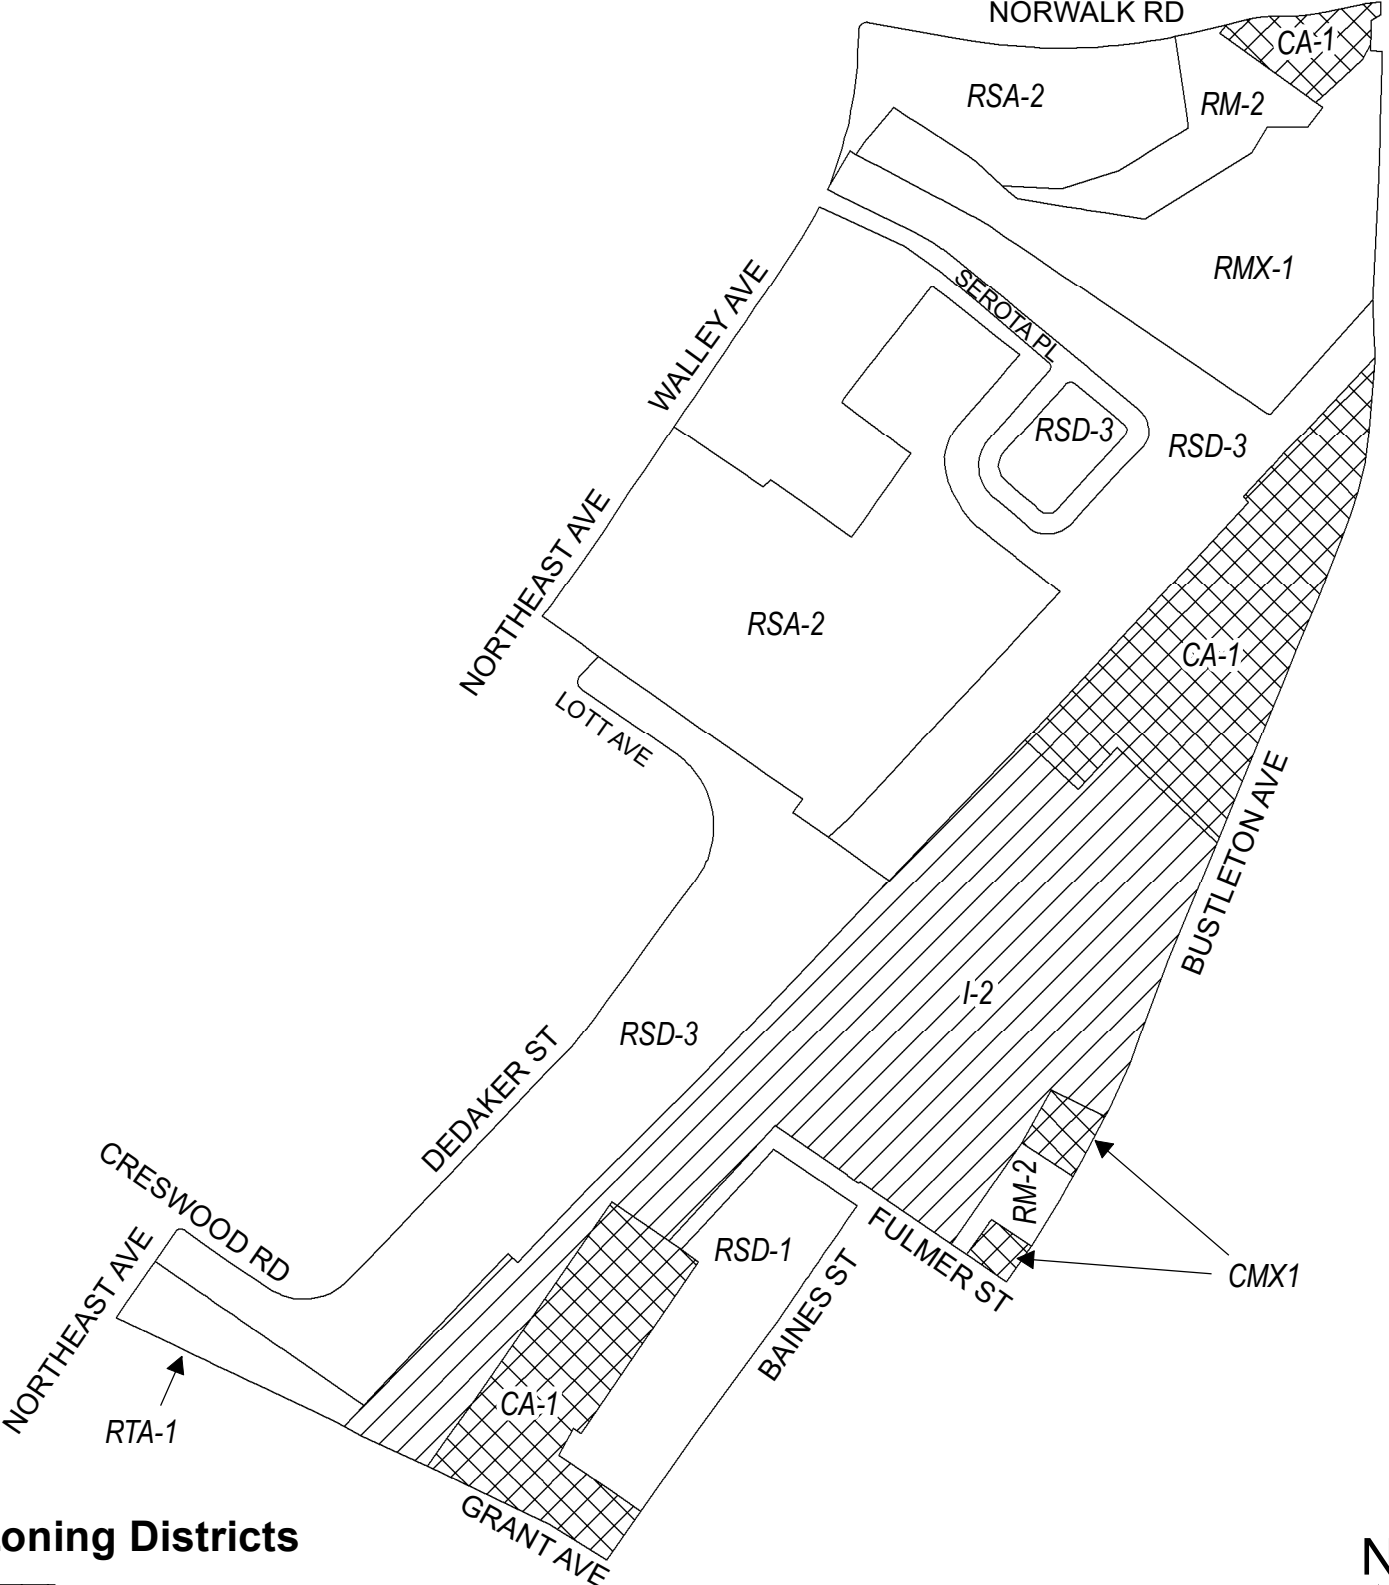 NORWALK RD
CA-1
RSA-2
RM-2
RMX-1
WALLEY AVE
SEROTA PL
RSD-3
RSD-3
NORTHEAST AVE
RSA-2
CA-1
LOTT AVE
BUSTLETON AVE
I-2
RSD-3
DEDAKER ST
CRESWOOD RD
RM-2
NORTHEAST AVE
RSD-1
FULMER ST
CMX1
BAINES ST
CA-1
RTA-1
GRANT AVE
oning Districts
N